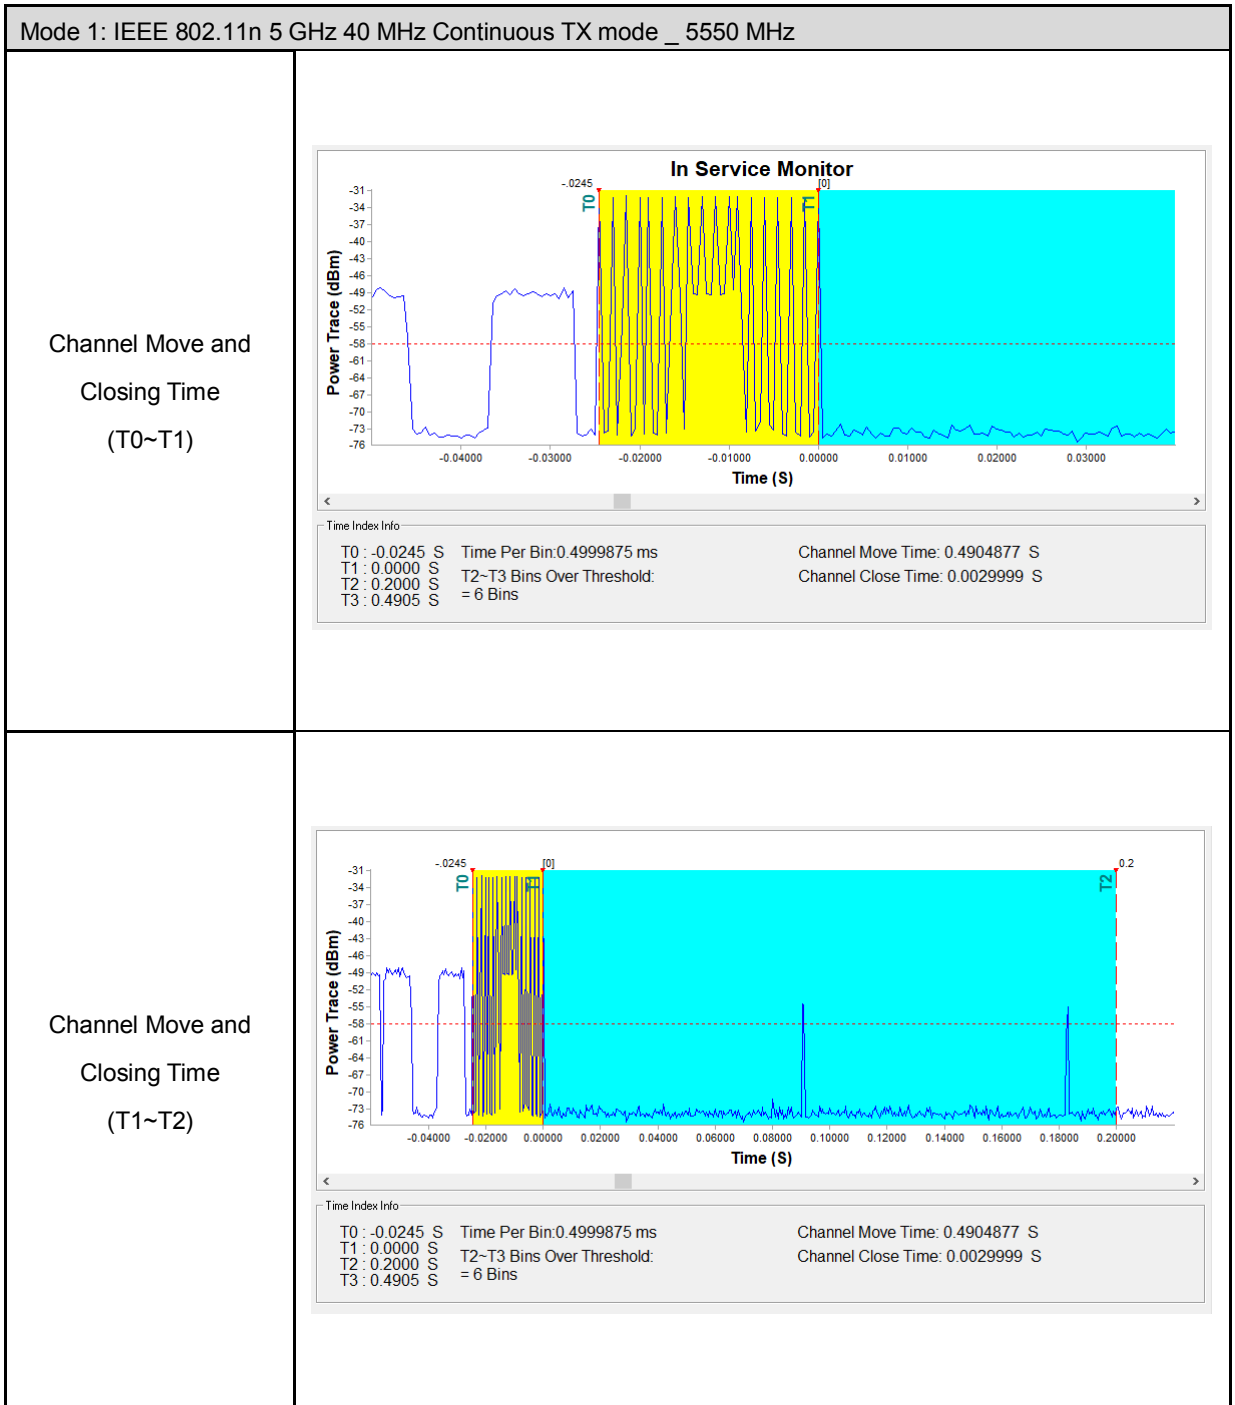 Mode 1: IEEE 802.11n 5 GHz 40 MHz Continuous TX mode _ 5550 MHz
Channel Move and
Closing Time
(T0~T1)
In Service Monitor
-.0245
[0]
T0
T1
-31
-34
-37
-40
-43
-46
-49
-52
-55
-58
-61
-64
-67
-70
-73
-76
Power Trace (dBm)
-0.04000 -0.03000 -0.02000 -0.01000 0.00000 0.01000 0.02000 0.03000
Time (S)
Time Index Info
T0 : -0.0245 S
T1 : 0.0000 S
T2 : 0.2000 S
T3 : 0.4905 S
Time Per Bin:0.4999875 ms
T2~T3 Bins Over Threshold:
= 6 Bins
Channel Move Time: 0.4904877 S
Channel Close Time: 0.0029999 S
Channel Move and
Closing Time
(T1~T2)
-.0245
[0]
0.2
T0
T1
T2
-31
-34
-37
-40
-43
-46
-49
-52
-55
-58
-61
-64
-67
-70
-73
-76
Power Trace (dBm)
-0.04000 -0.02000 0.00000 0.02000 0.04000 0.06000 0.08000 0.10000 0.12000 0.14000 0.16000 0.18000 0.20000
Time (S)
Time Index Info
T0 : -0.0245 S
T1 : 0.0000 S
T2 : 0.2000 S
T3 : 0.4905 S
Time Per Bin:0.4999875 ms
T2~T3 Bins Over Threshold:
= 6 Bins
Channel Move Time: 0.4904877 S
Channel Close Time: 0.0029999 S